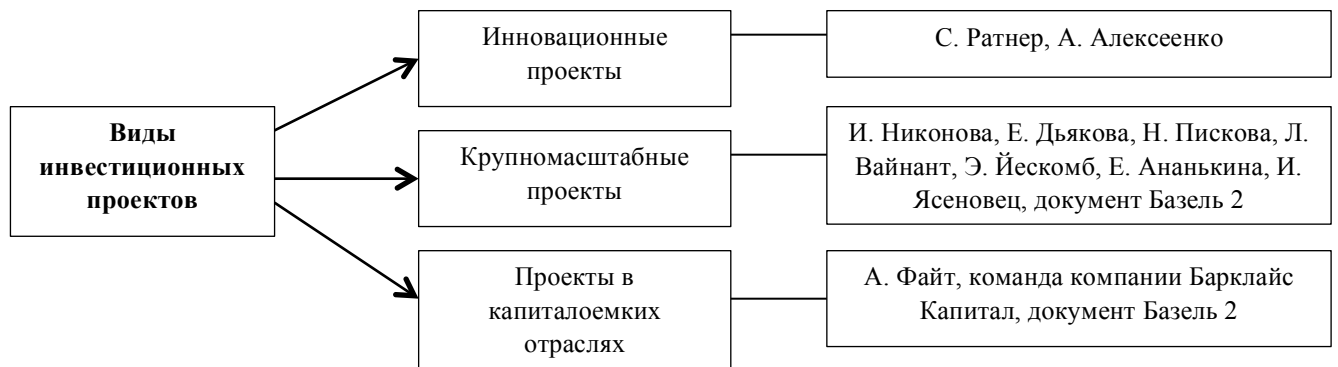 Виды
инвестиционных
проектов
Инновационные
проекты
С. Ратнер, А. Алексеенко
Крупномасштабные
проекты
И. Никонова, Е. Дьякова, Н. Пискова, Л.
Вайнант, Э. Йескомб, Е. Ананькина, И.
Ясеновец, документ Базель 2
Проекты в
капиталоемких
отраслях
А. Файт, команда компании Барклайс
Капитал, документ Базель 2